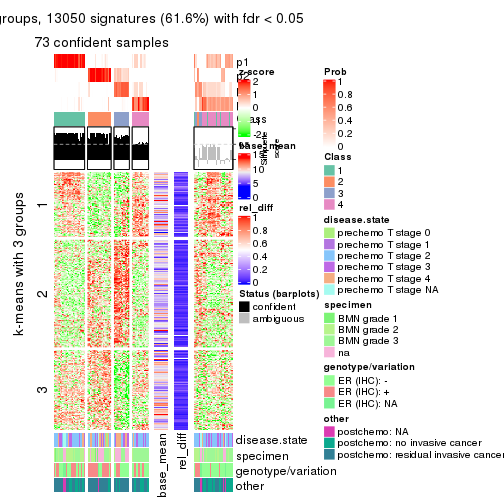 groups, 13050 signatures (61.6%) with fdr < 0.05
73 confident samples
p1
p2
z-score
2
1
0
-1
-2
Silhouette
score
base_mean
15
10
5
0
rel_diff
1
0.8
0.6
0.4
0.2
0
Status (barplots)
confident
ambiguous
Prob
1
0.8
0.6
0.4
0.2
0
Class
1
2
3
4
disease.state
prechemo T stage 0
prechemo T stage 1
prechemo T stage 2
prechemo T stage 3
prechemo T stage 4
prechemo T stage NA
specimen
BMN grade 1
BMN grade 2
BMN grade 3
na
genotype/variation
ER (IHC): -
ER (IHC): +
ER (IHC): NA
other
postchemo: NA
postchemo: no invasive cancer
postchemo: residual invasive cancer
k-means with 3 groups
1
2
3
base_mean
rel_diff
disease.state
specimen
genotype/variation
other